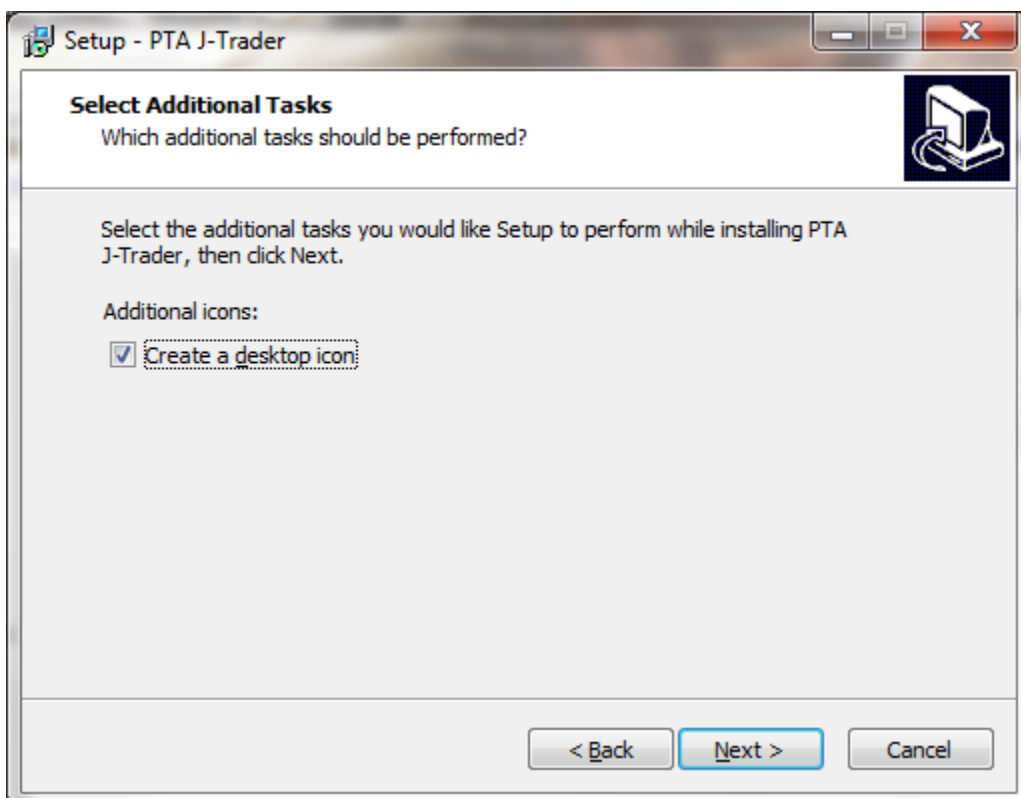 Setup - PTA J-Trader
Select Additional Tasks
Which additional tasks should be performed?
Select the additional tasks you would like Setup to perform while installing PTA
J-Trader, then click Next.
Additional icons:
Create a desktop icon
< Back Next > Cancel